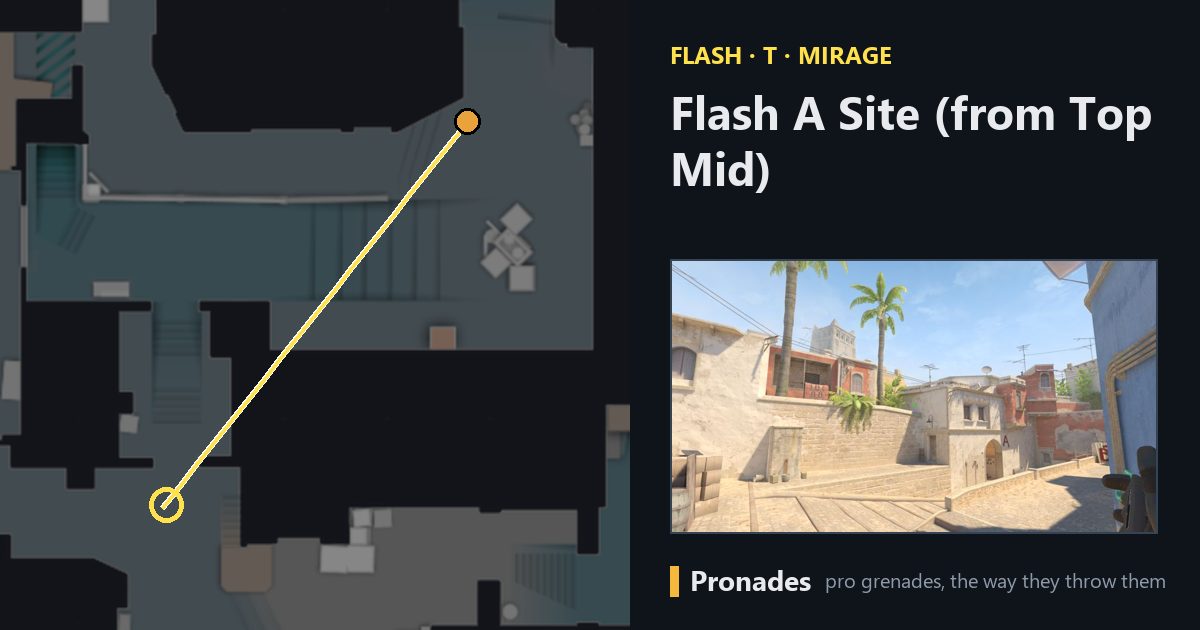 FLASH · T · MIRAGE
Flash A Site (from Top
Mid)
A
Pronades pro grenades, the way they throw them